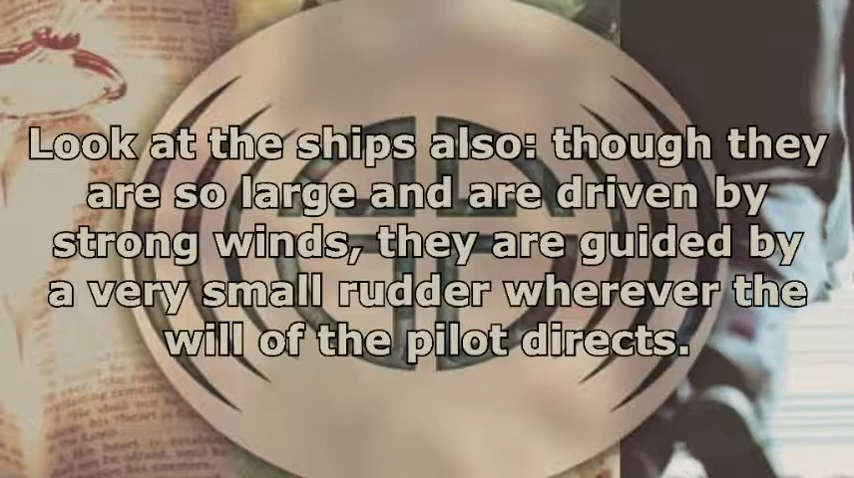 Look at the ships also: though they
are so large and are driven by
strong winds, they are guided by
a very small rudder wherever the
will of the pilot directs.